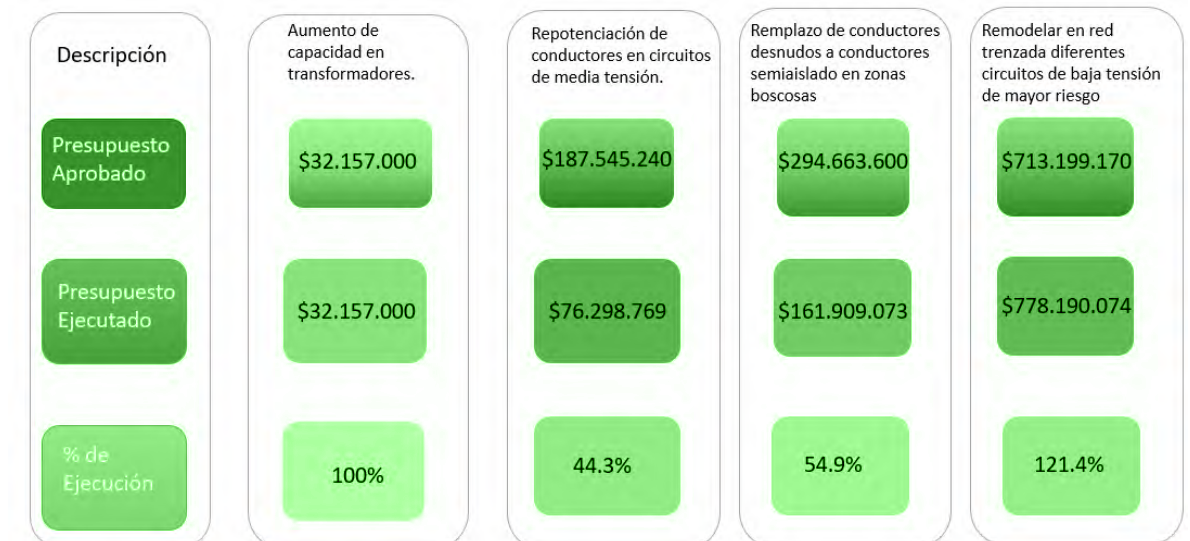 Descripción
Aumento de
capacidad en
transformadores.
Repotenciación de
conductores en circuitos
de media tensión.
Remplazo de conductores
desnudos a conductores
semiaislado en zonas
boscosas
Remodelar en red
trenzada diferentes
circuitos de baja tensión
de mayor riesgo
Presupuesto
Aprobado
$32.157.000
$187.545.240
$294.663.600
$713.199.170
Presupuesto
Ejecutado
$32.157.000
$76.298.769
$161.909.073
$778.190.074
% de
Ejecución
100%
44.3%
54.9%
121.4%